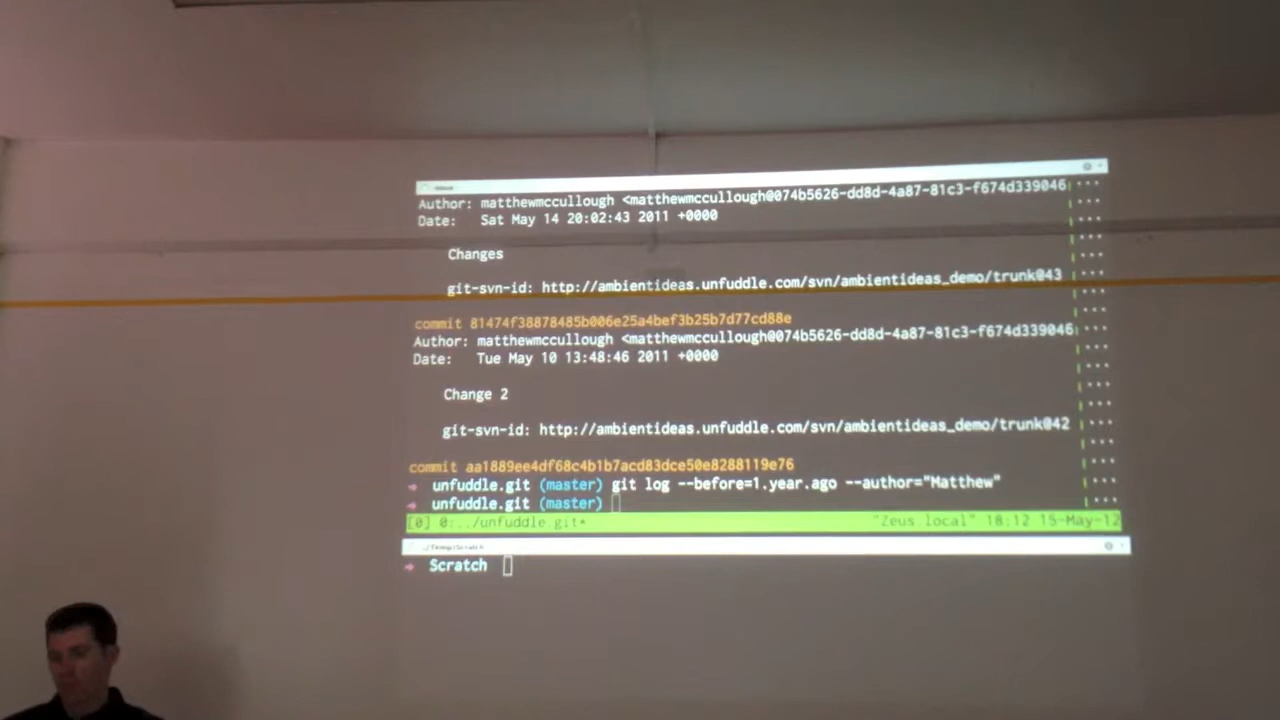 Author: matthewmccullough <matthewmccullough@074b5626-dd8d-4a87-81c3-f674d339046
Date: Sat May 14 20:02:43 2011 +0000
Changes
git-svn-id: http://ambientideas.unfuddle.com/svn/ambientideas_demo/trunk@43
commit 81474f38878485b006e25a4bef3b25b7d77cd88e
Author: matthewmccullough <matthewmccullough@074b5626-dd8d-4a87-81c3-f674d339046
Date: Tue May 10 13:48:46 2011 +0000
Change 2
git-svn-id: http://ambientideas.unfuddle.com/svn/ambientideas_demo/trunk@42
commit aa1889ee4df68c4b1b7acd83dce50e8288119e76
→ unfuddle.git (master) git log --before=1.year.ago --author="Matthew"
→ unfuddle.git (master)
[0] 0:../unfuddle.git* "Zeus.local" 18:12 15-May-12
→ Scratch